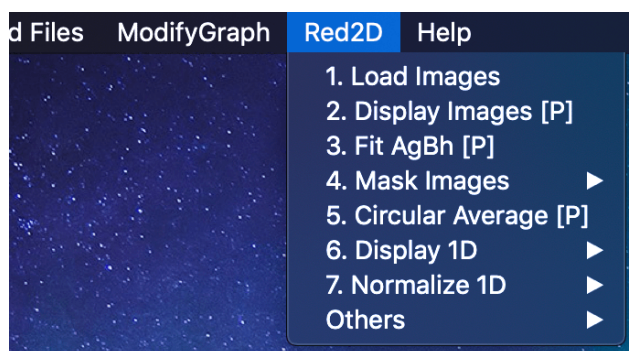 d Files ModifyGraph Red2D Help
1. Load Images
2. Display Images [P]
3. Fit AgBh [P]
4. Mask Images ▶
5. Circular Average [P]
6. Display 1D ▶
7. Normalize 1D ▶
Others ▶